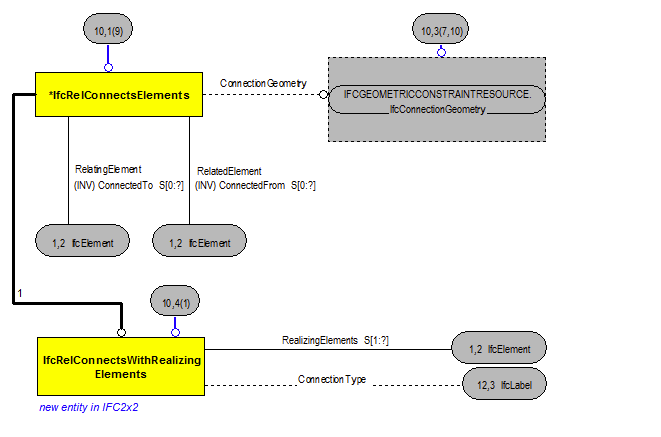 10,1(9)
10,3(7,10)
*IfcRelConnectsElements
ConnectionGeometry
IFCGEOMETRICCONSTRAINTRESOURCE.
IfcConnectionGeometry
RelatingElement
(INV) ConnectedTo S[0:?]
RelatedElement
(INV) ConnectedFrom S[0:?]
1,2 IfcElement
1,2 IfcElement
1
10,4(1)
IfcRelConnectsWithRealizing
Elements
RealizingElements S[1:?]
1,2 IfcElement
ConnectionType
12,3 IfcLabel
new entity in IFC2x2